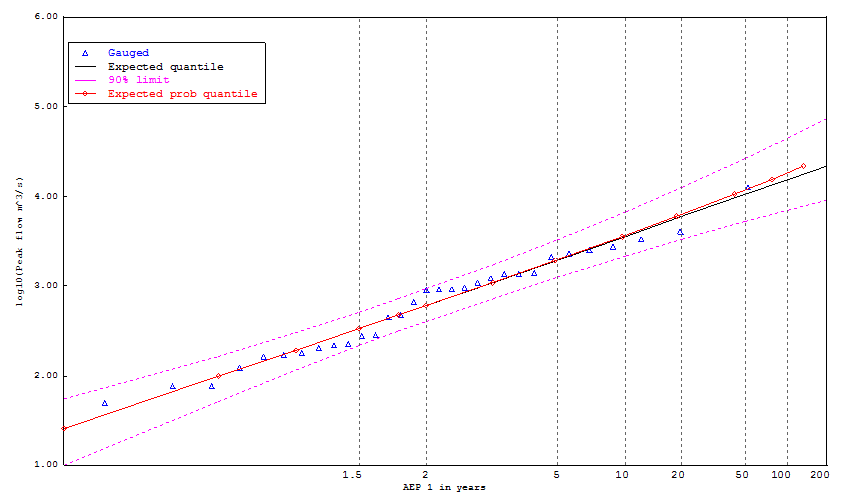 6.00
Gauged
Expected quantile
90% limit
Expected prob quantile
5.00
4.00
3.00
2.00
1.00
log10(Peak flow m^3/s)
1.5 2 5 10 20 50 100 200
AEP 1 in years